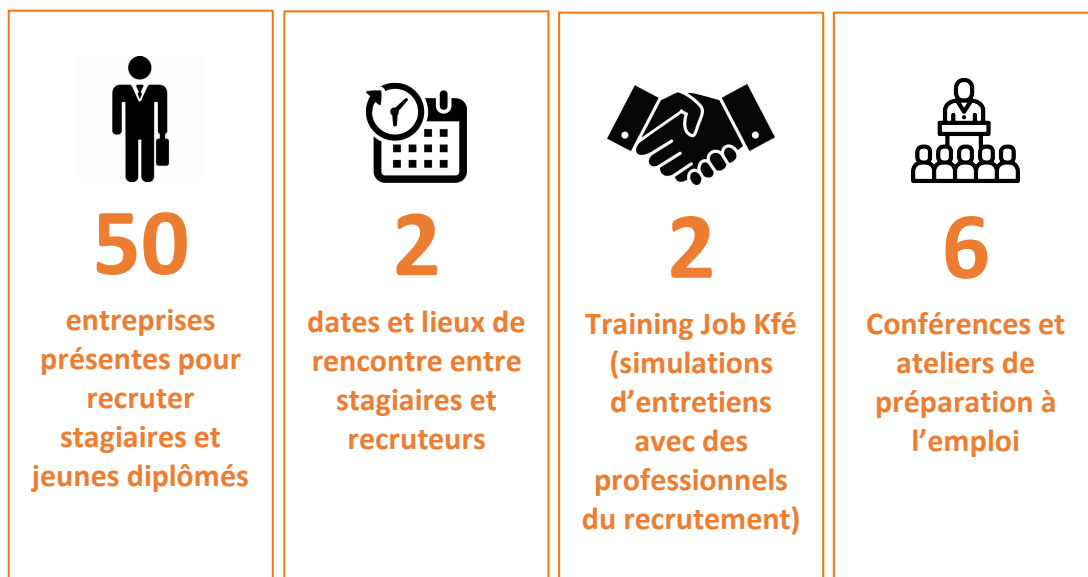 50
entreprises
présentes pour
recruter
stagiaires et
jeunes diplômés
2
dates et lieux de
rencontre entre
stagiaires et
recruteurs
2
Training Job Kfé
(simulations
d’entretiens
avec des
professionnels
du recrutement)
6
Conférences et
ateliers de
préparation à
l’emploi